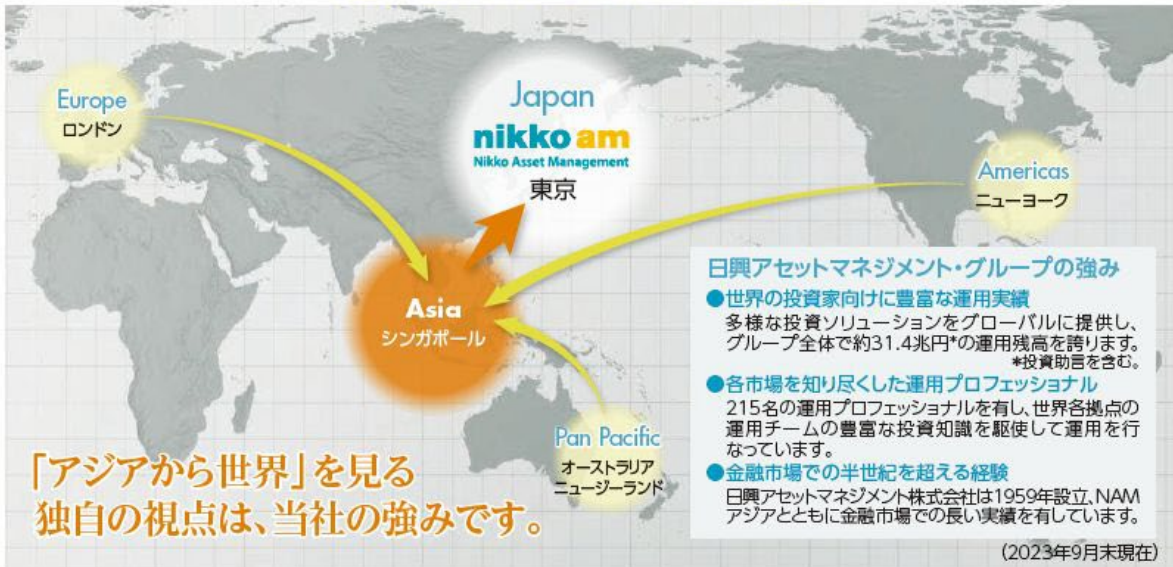 Europe
ロンドン
Japan
nikko am
Nikko Asset Management
東京
Americas
ニューヨーク
Asia
シンガポール
Pan Pacific
オーストラリア
ニュージーランド
「アジアから世界」を見る
独自の視点は、当社の強みです。
日興アセットマネジメント・グループの強み
●世界の投資家向けに豊富な運用実績
多様な投資ソリューションをグローバルに提供し、
グループ全体で約31.4兆円*の運用残高を誇ります。
*投資助言を含む。
●各市場を知り尽くした運用プロフェッショナル
215名の運用プロフェッショナルを有し、世界各拠点の
運用チームの豊富な投資知識を駆使して運用を行
なっています。
●金融市場での半世紀を超える経験
日興アセットマネジメント株式会社は1959年設立、NAM
アジアとともに金融市場での長い実績を有しています。
(2023年9月末現在)